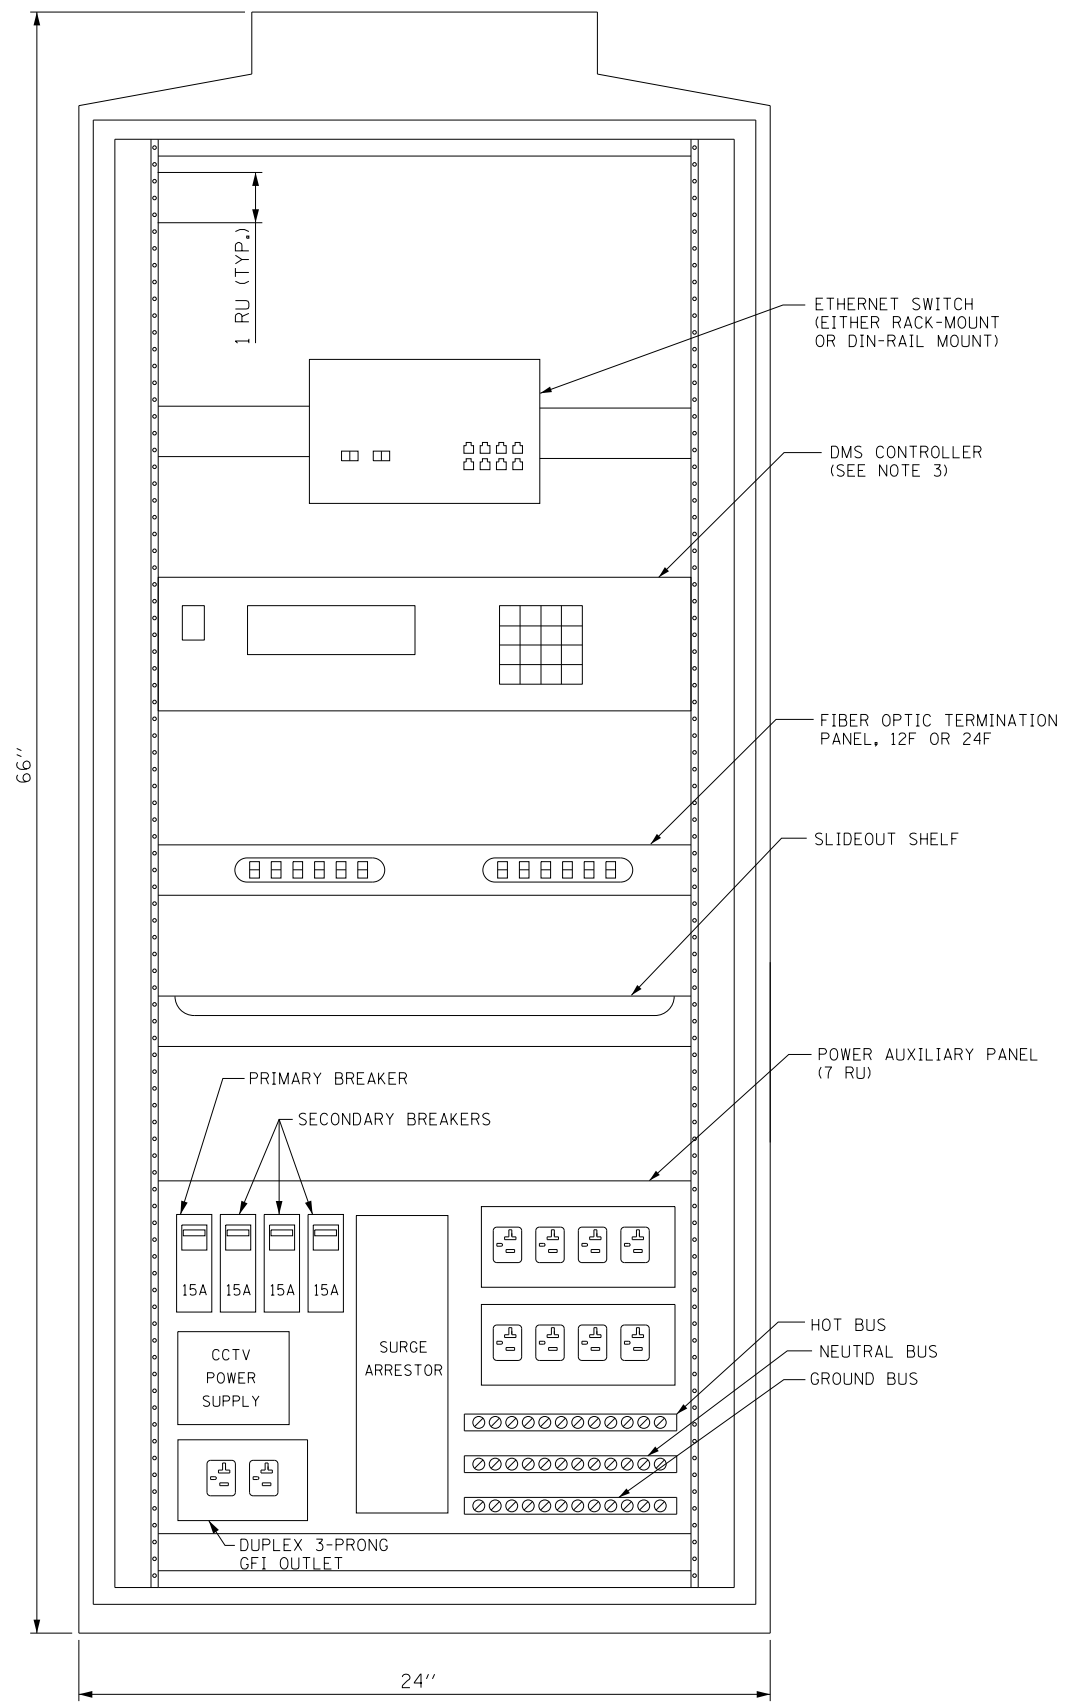 66''
1 RU (TYP.)
ETHERNET SWITCH
(EITHER RACK-MOUNT
OR DIN-RAIL MOUNT)
DMS CONTROLLER
(SEE NOTE 3)
FIBER OPTIC TERMINATION
PANEL, 12F OR 24F
SLIDEOUT SHELF
POWER AUXILIARY PANEL
(7 RU)
PRIMARY BREAKER
SECONDARY BREAKERS
15A
15A
15A
15A
CCTV
POWER
SUPPLY
SURGE
ARRESTOR
HOT BUS
NEUTRAL BUS
GROUND BUS
DUPLEX 3-PRONG
GFI OUTLET
24''